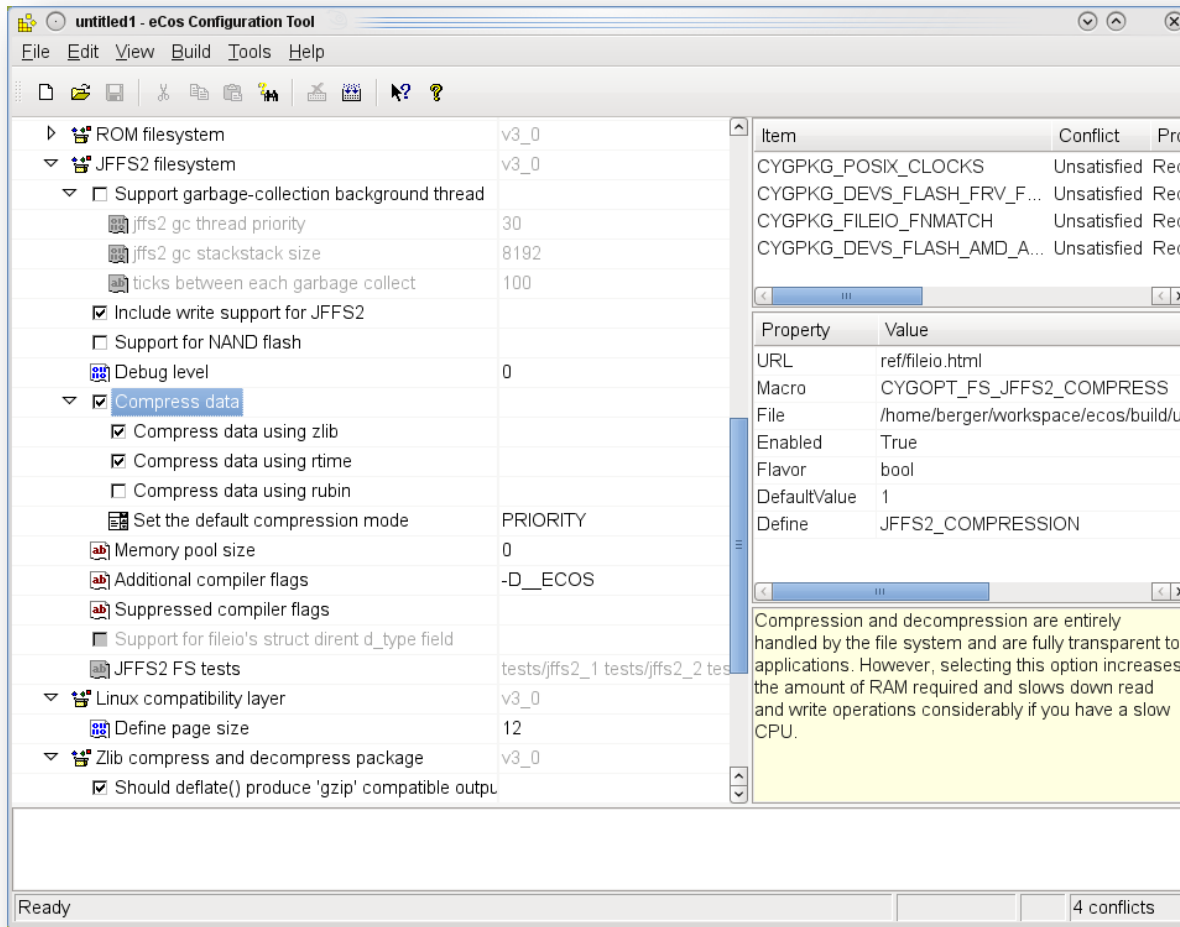 untitled1 - eCos Configuration Tool
File Edit View Build Tools Help
ROM filesystem v3_0
JFFS2 filesystem v3_0
Support garbage-collection background thread
jffs2 gc thread priority 30
jffs2 gc stackstack size 8192
ticks between each garbage collect 100
Include write support for JFFS2
Support for NAND flash
Debug level 0
Compress data
Compress data using zlib
Compress data using rtime
Compress data using rubin
Set the default compression mode PRIORITY
Memory pool size 0
Additional compiler flags -D__ECOS
Suppressed compiler flags
Support for fileio's struct dirent d_type field
JFFS2 FS tests tests/jffs2_1 tests/jffs2_2 tes
Linux compatibility layer v3_0
Define page size 12
Zlib compress and decompress package v3_0
Should deflate() produce 'gzip' compatible outpu
Item Conflict Pro
CYGPKG_POSIX_CLOCKS Unsatisfied Rec
CYGPKG_DEVS_FLASH_FRV_F... Unsatisfied Rec
CYGPKG_FILEIO_FNMATCH Unsatisfied Rec
CYGPKG_DEVS_FLASH_AMD_A... Unsatisfied Rec
Property Value
URL ref/fileio.html
Macro CYGOPT_FS_JFFS2_COMPRESS
File /home/berger/workspace/ecos/build/u
Enabled True
Flavor bool
DefaultValue 1
Define JFFS2_COMPRESSION
Compression and decompression are entirely
handled by the file system and are fully transparent to
applications. However, selecting this option increases
the amount of RAM required and slows down read
and write operations considerably if you have a slow
CPU.
Ready 4 conflicts